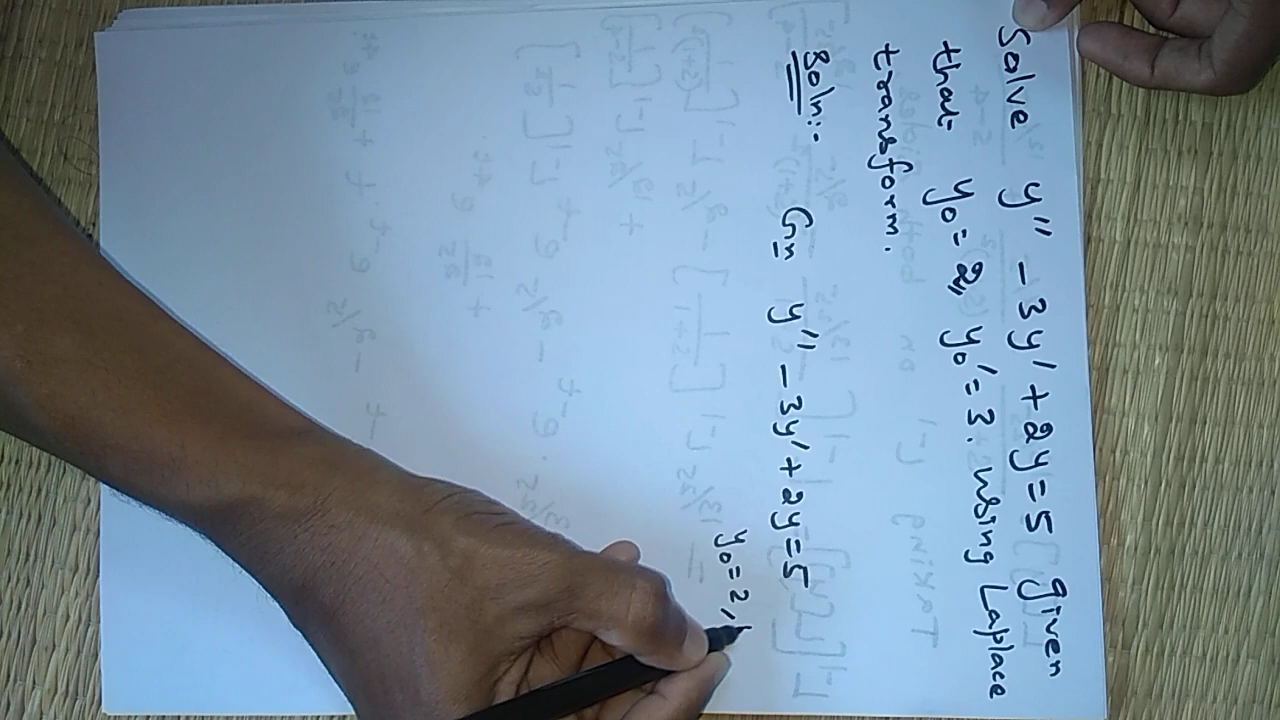 Solve y'' - 3y' + 2y = 5 given
that y₀ = 2, y₀' = 3. using Laplace
transform.
Soln:- Gn y'' - 3y' + 2y = 5
y₀ = 2,